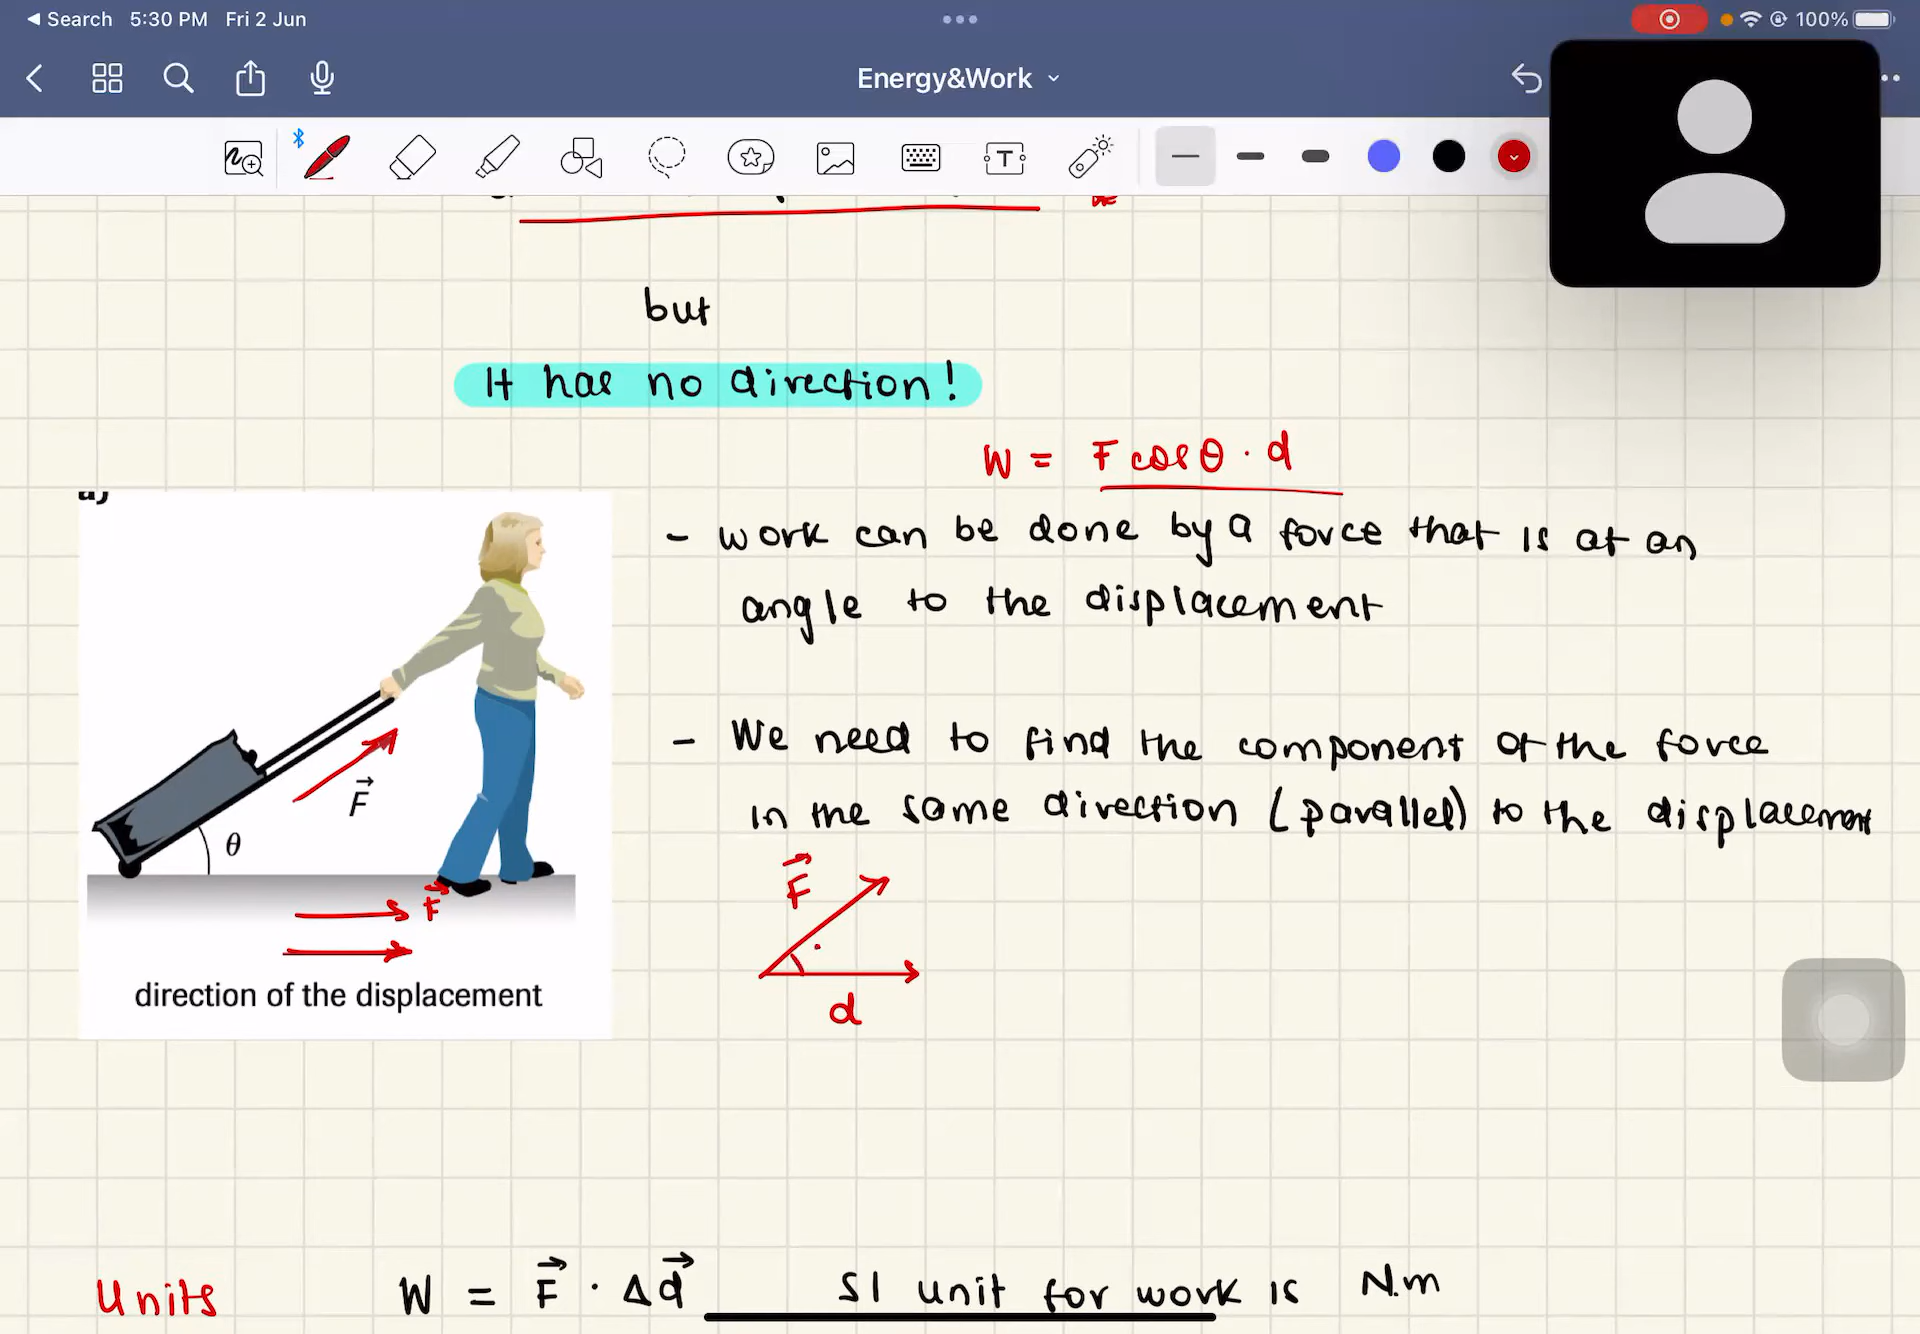 Search 5:30 PM Fri 2 Jun
100%
Energy&Work
T
but
It has no direction!
W = F cosθ · d
a)
- work can be done by a force that is at an
angle to the displacement
- We need to find the component of the force
in the same direction (parallel) to the displacement
F
θ
F
direction of the displacement
F
d
Units W = F · Δd SI unit for work is N.m